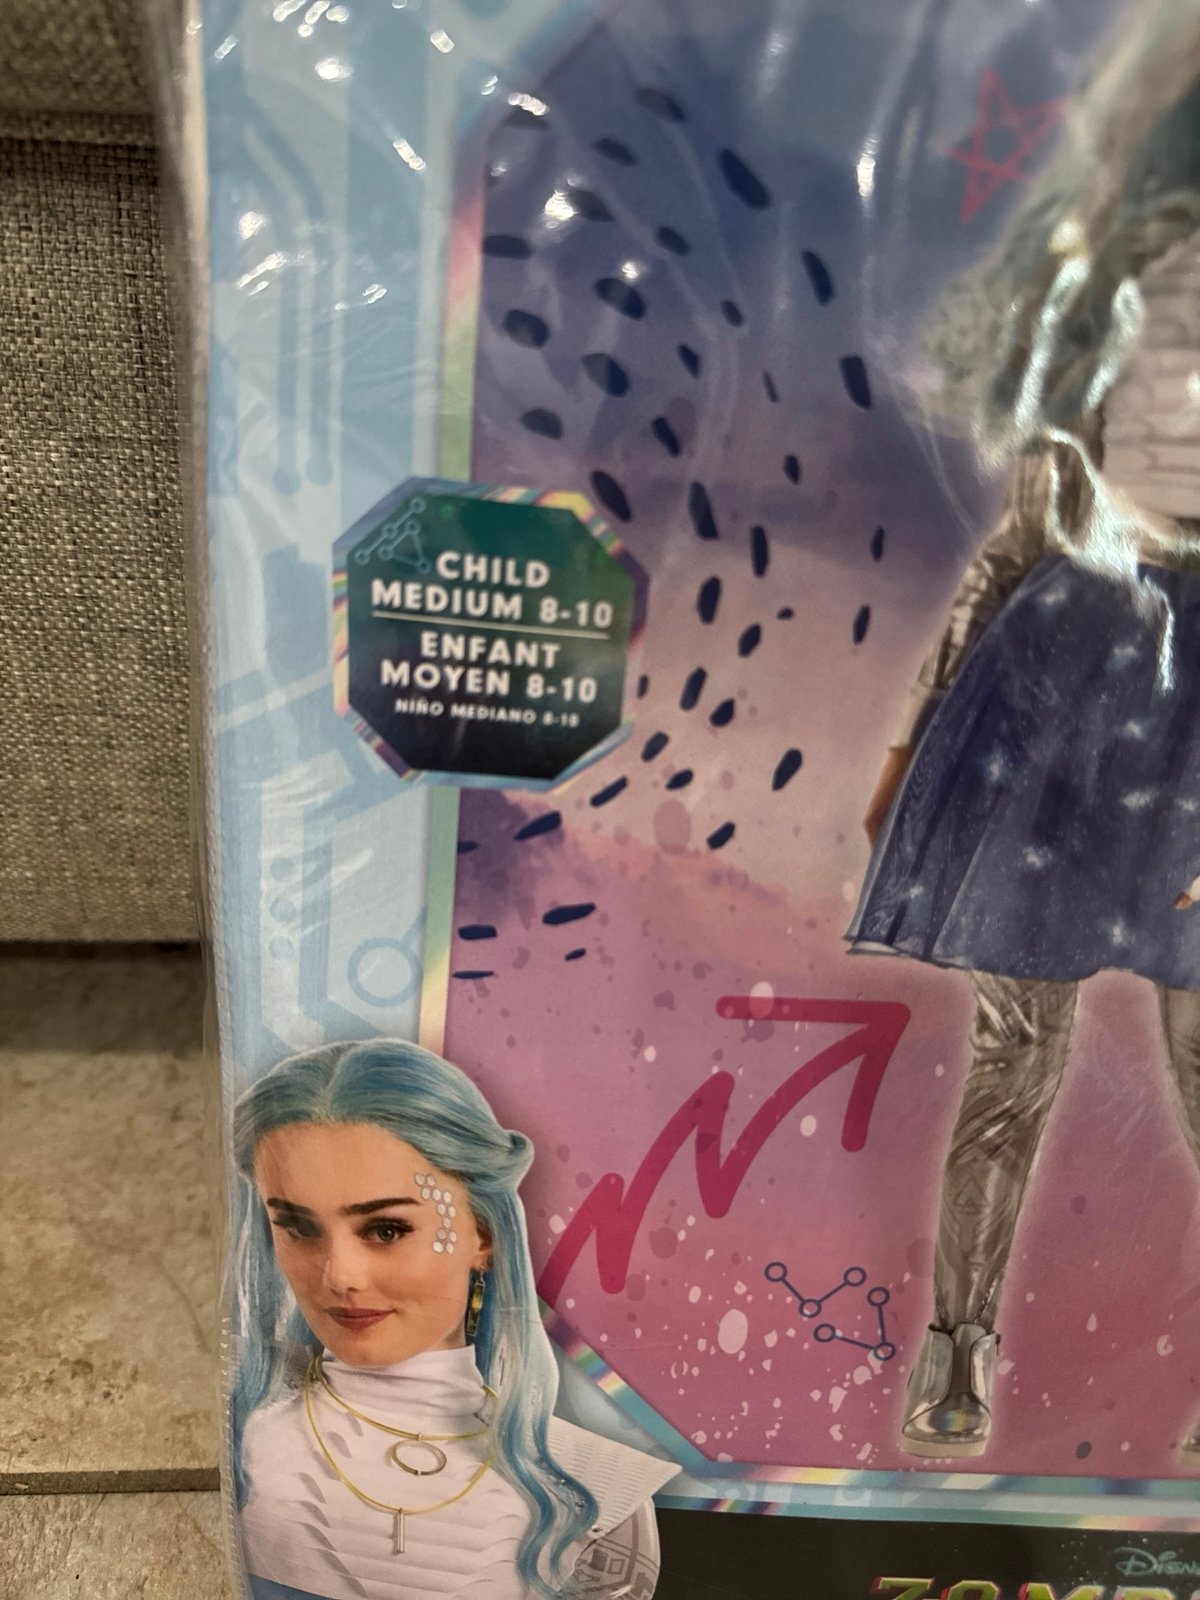 CHILD
MEDIUM 8-10
ENFANT
MOYEN 8-10
NIÑO MEDIANO 8-10